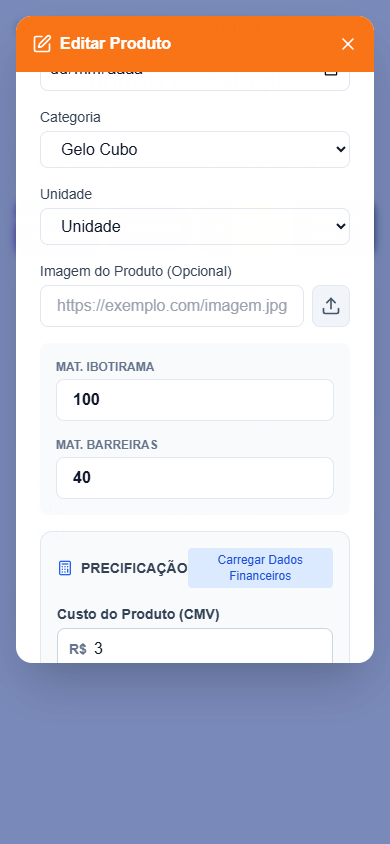 Editar Produto
Categoria
Gelo Cubo
Unidade
Unidade
Imagem do Produto (Opcional)
https://exemplo.com/imagem.jpg
MAT. IBOTIRAMA
100
MAT. BARREIRAS
40
PRECIFICAÇÃO
Carregar Dados
Financeiros
Custo do Produto (CMV)
R$ 3